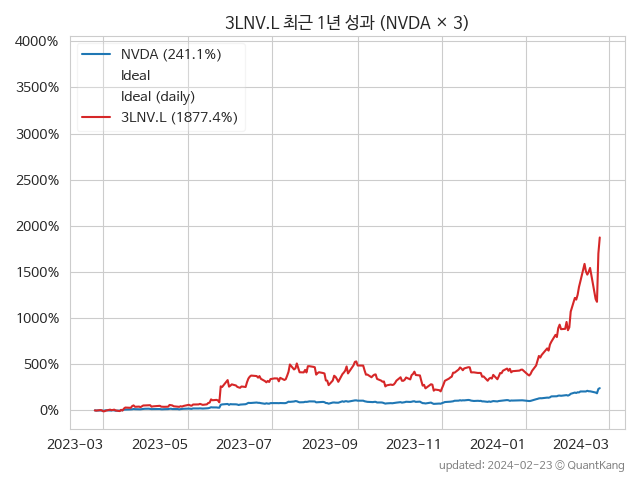 3LNV.L 최근 1년 성과 (NVDA × 3)
4000%
3500%
3000%
2500%
2000%
1500%
1000%
500%
0%
NVDA (241.1%)
Ideal
Ideal (daily)
3LNV.L (1877.4%)
2023-03 2023-05 2023-07 2023-09 2023-11 2024-01 2024-03
updated: 2024-02-23 © QuantKang